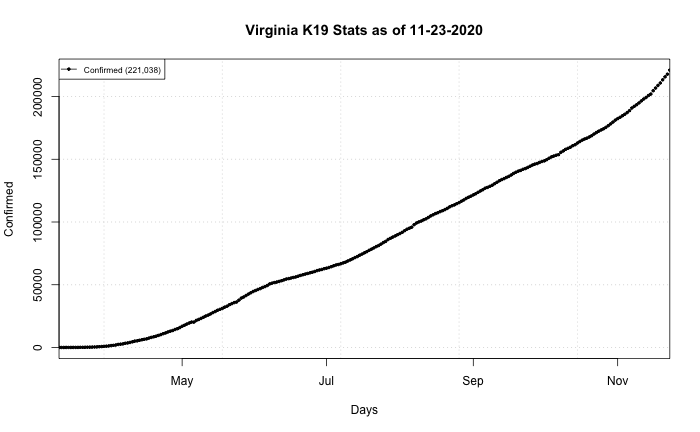 Virginia K19 Stats as of 11-23-2020
Confirmed (221,038)
200000
150000
100000
50000
0
Confirmed
May Jul Sep Nov
Days